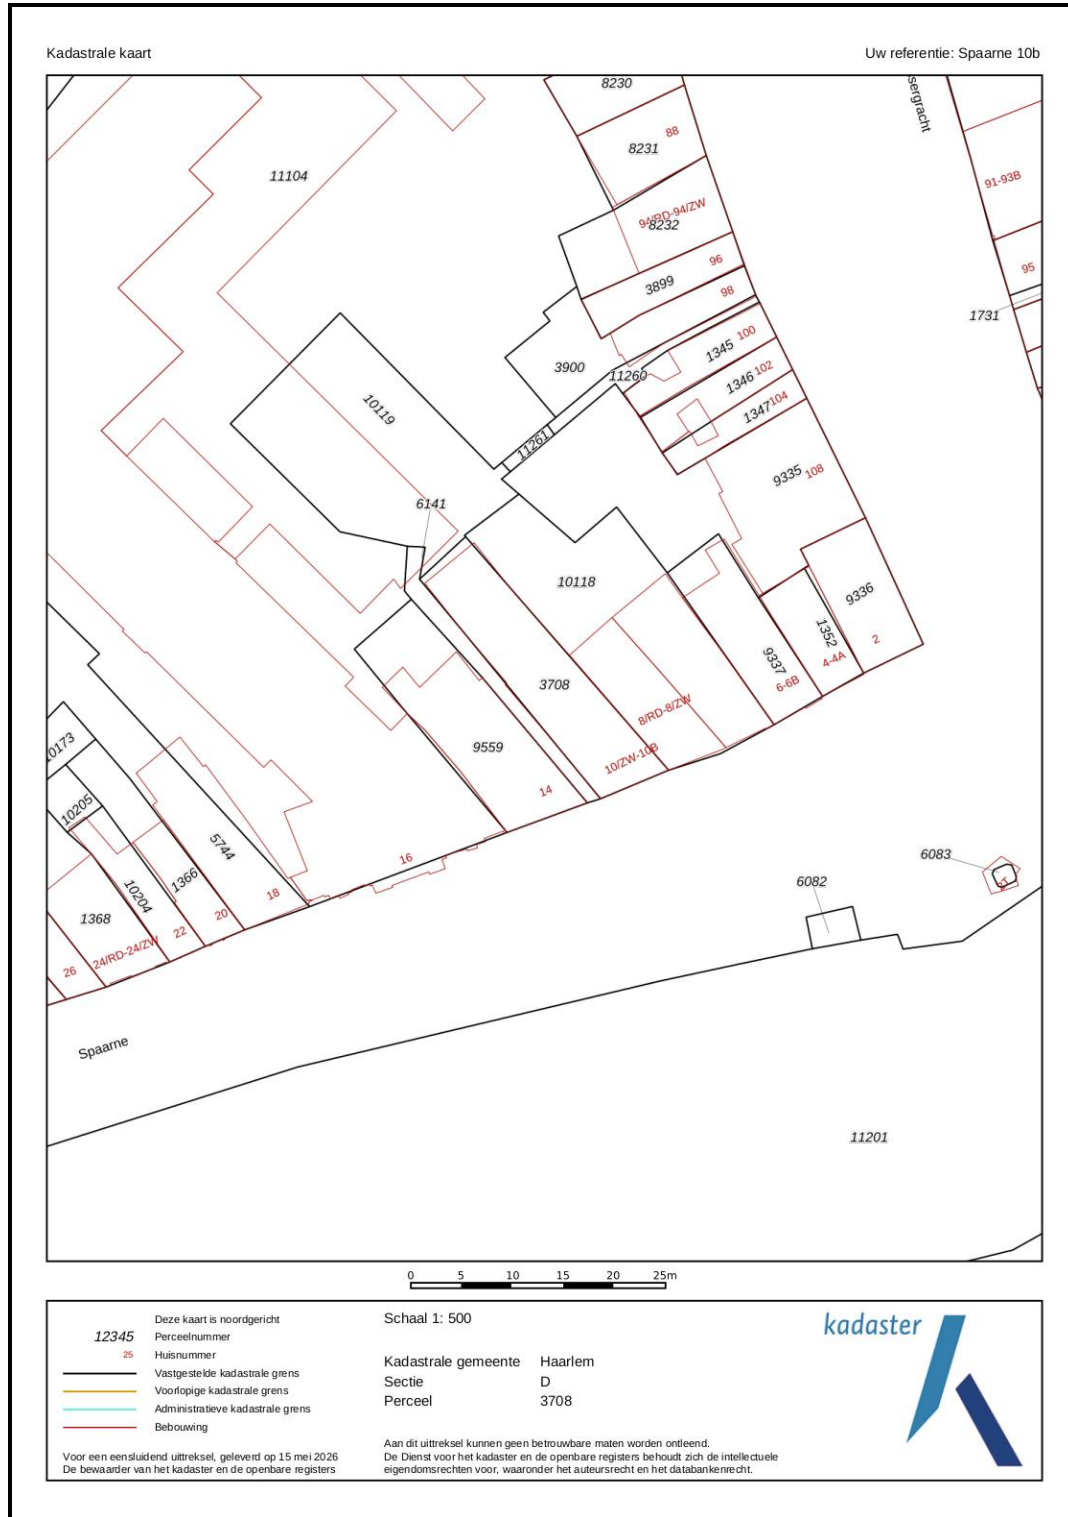 Kadastrale kaart
Uw referentie: Spaarne 10b
8230
88
8231
11104
sergracht
91-93B
94/RD-94/ZW
8232
96
95
3899
98
1731
100
1345
3900
102
11260
1346
104
1347
10119
11261
9335
108
6141
10118
9336
1352
2
9337
4-4A
6-6B
3708
8/RD-8/ZW
9559
10/ZW-10B
14
10173
10205
5744
16
6083
1366
6082
10204
18
1368
20
22
24/RD-24/ZW
26
Spaarne
11201
0 5 10 15 20 25m
Deze kaart is noordgericht
12345 Perceelnummer
25 Huisnummer
Vastgestelde kadastrale grens
Voorlopige kadastrale grens
Administratieve kadastrale grens
Bebouwing
Voor een eensluidend uittreksel, geleverd op 15 mei 2026
De bewaarder van het kadaster en de openbare registers
Schaal 1: 500
Kadastrale gemeente Haarlem
Sectie D
Perceel 3708
Aan dit uittreksel kunnen geen betrouwbare maten worden ontleend.
De Dienst voor het kadaster en de openbare registers behoudt zich de intellectuele
eigendomsrechten voor, waaronder het auteursrecht en het databankenrecht.
kadaster